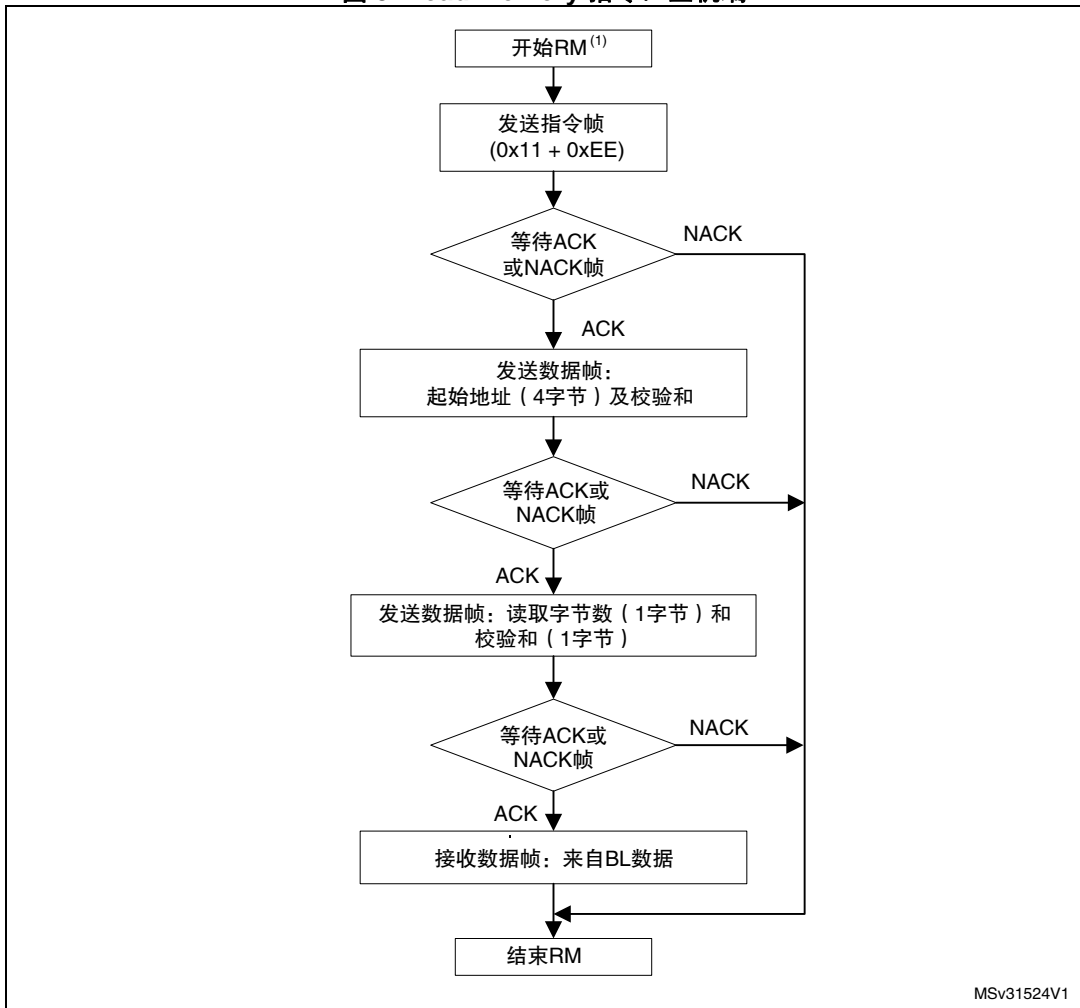 开始RM(1)
发送指令帧
(0x11 + 0xEE)
等待ACK
或NACK帧
NACK
ACK
发送数据帧：
起始地址（4字节）及校验和
等待ACK或
NACK帧
NACK
ACK
发送数据帧：读取字节数（1字节）和
校验和（1字节）
等待ACK或
NACK帧
NACK
ACK
接收数据帧：来自BL数据
结束RM
MSv31524V1